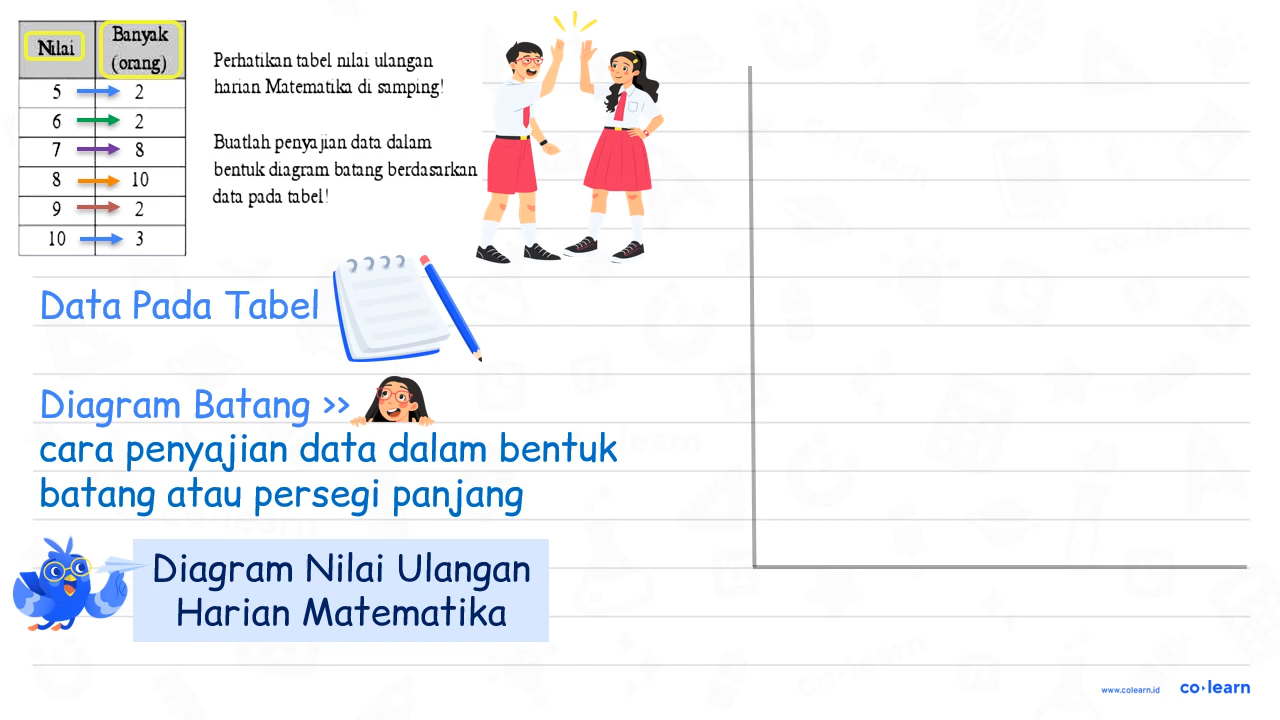 Nilai Banyak (orang)
5 2
6 2
7 8
8 10
9 2
10 3
Perhatikan tabel nilai ulangan
harian Matematika di samping!
Buatlah penyajian data dalam
bentuk diagram batang berdasarkan
data pada tabel!
Data Pada Tabel
Diagram Batang >>
cara penyajian data dalam bentuk
batang atau persegi panjang
Diagram Nilai Ulangan
Harian Matematika
www.colearn.id co·learn